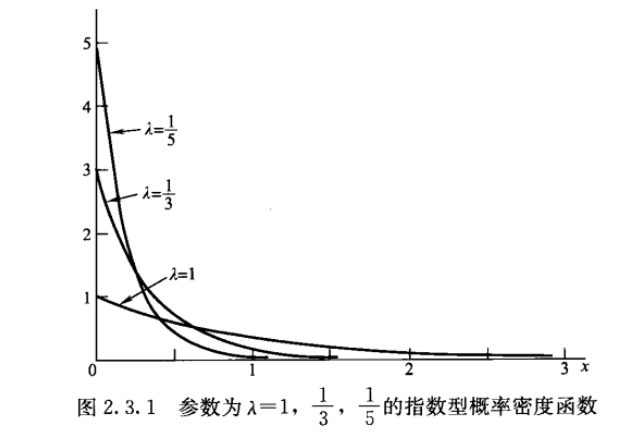 5
4
λ=1/5
3
λ=1/3
2
λ=1
1
0 1 2 3 x
图 2.3.1 参数为 λ=1, 1/3, 1/5 的指数型概率密度函数